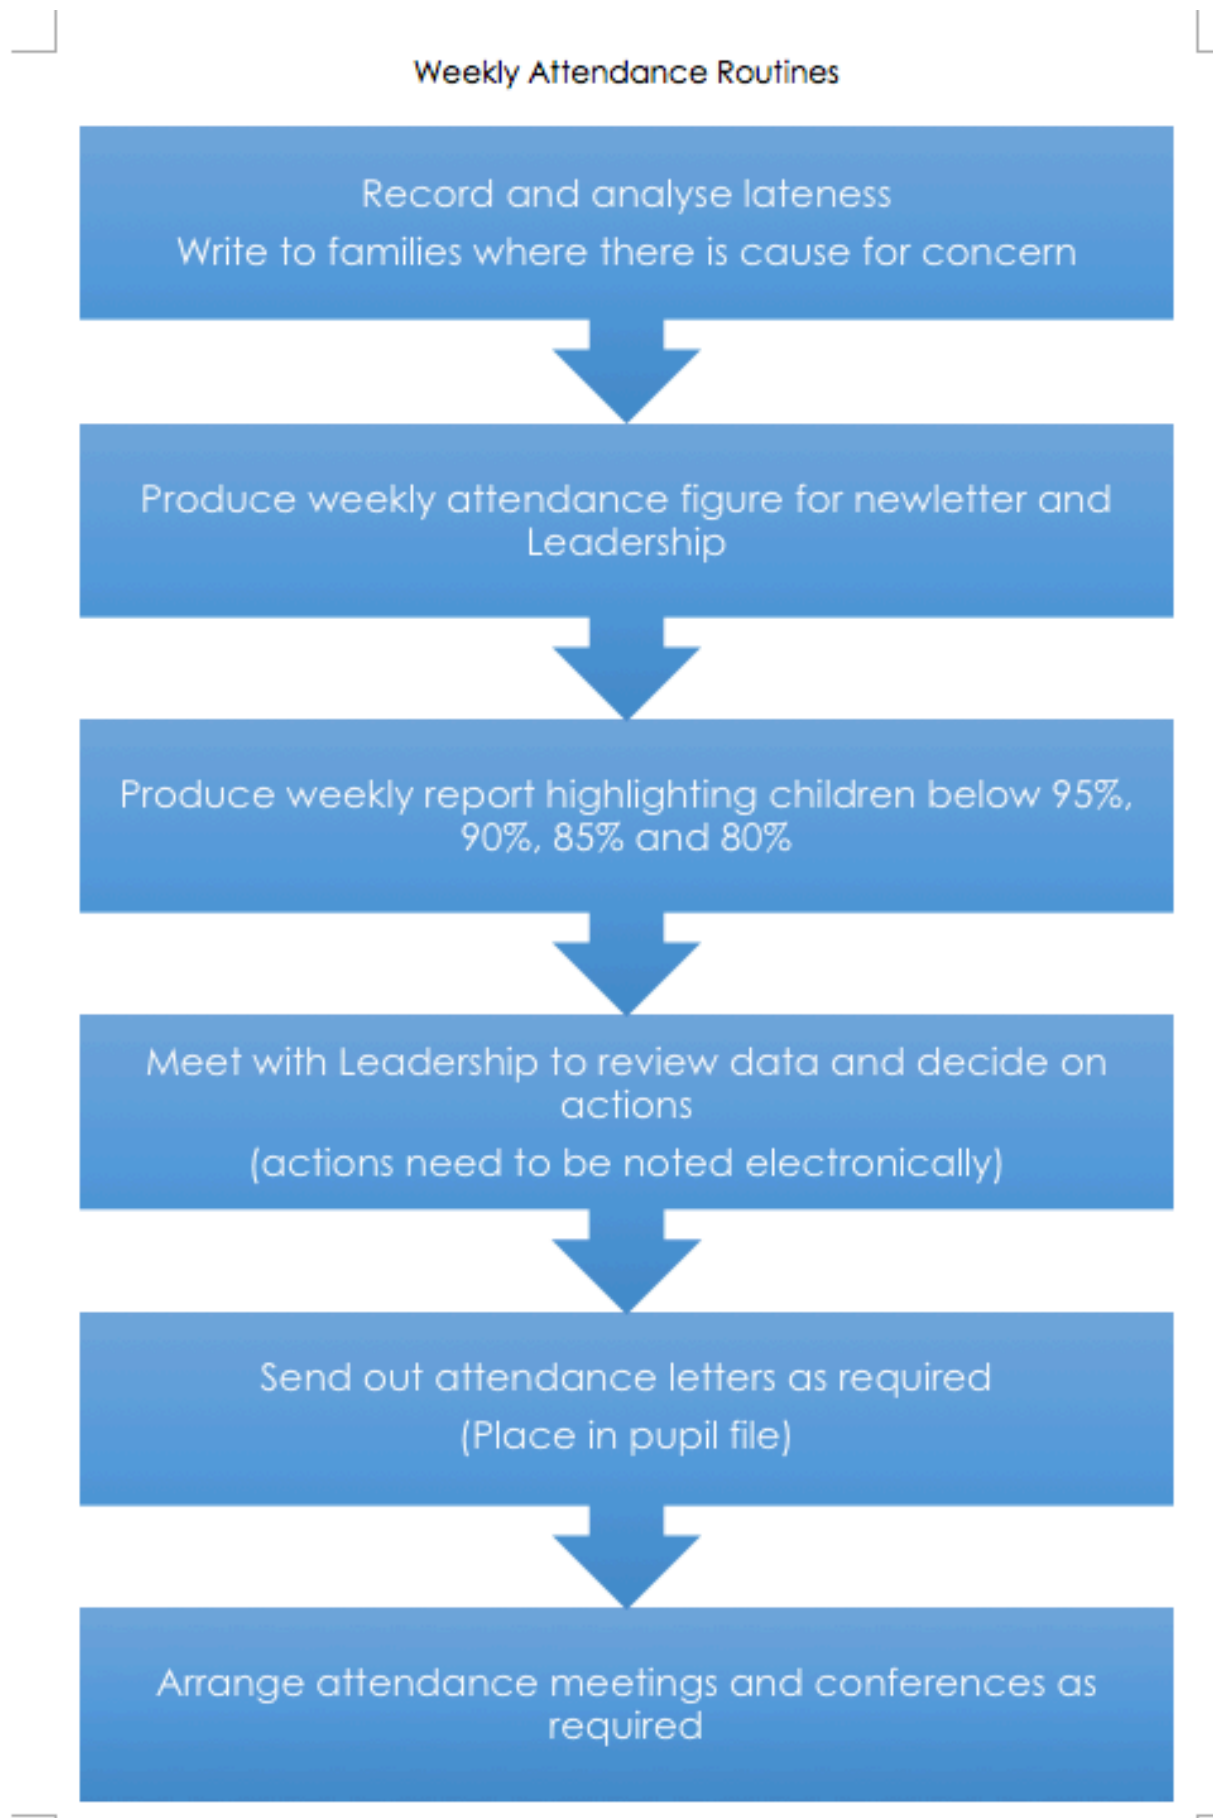 Weekly Attendance Routines
Record and analyse lateness
Write to families where there is cause for concern
Produce weekly attendance figure for newletter and
Leadership
Produce weekly report highlighting children below 95%,
90%, 85% and 80%
Meet with Leadership to review data and decide on
actions
(actions need to be noted electronically)
Send out attendance letters as required
(Place in pupil file)
Arrange attendance meetings and conferences as
required